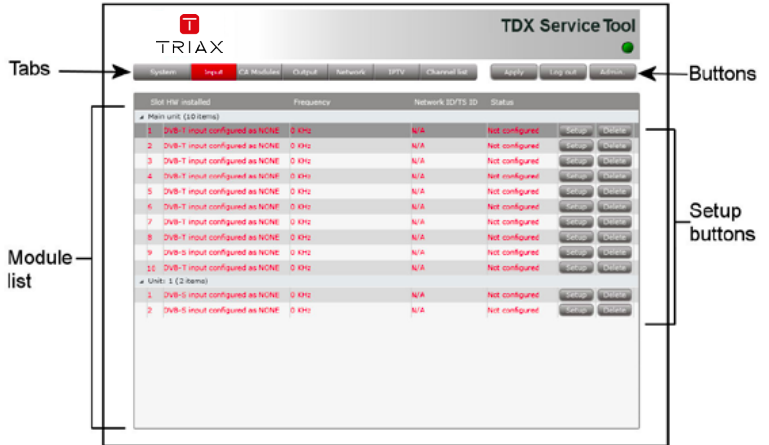 TRIAX
TDX Service Tool
Tabs
System Input CA Modules Output Network IPTV Channel list Apply Log out Admin.
Buttons
Slot HW installed Frequency Network ID/TS ID Status
Main unit (10 items)
1 DVB-T input configured as NONE 0 KHz N/A Not configured Setup Delete
2 DVB-T input configured as NONE 0 KHz N/A Not configured Setup Delete
3 DVB-T input configured as NONE 0 KHz N/A Not configured Setup Delete
4 DVB-T input configured as NONE 0 KHz N/A Not configured Setup Delete
5 DVB-T input configured as NONE 0 KHz N/A Not configured Setup Delete
6 DVB-T input configured as NONE 0 KHz N/A Not configured Setup Delete
7 DVB-T input configured as NONE 0 KHz N/A Not configured Setup Delete
8 DVB-T input configured as NONE 0 KHz N/A Not configured Setup Delete
9 DVB-S input configured as NONE 0 KHz N/A Not configured Setup Delete
10 DVB-T input configured as NONE 0 KHz N/A Not configured Setup Delete
Unit: 1 (2 items)
1 DVB-S input configured as NONE 0 KHz N/A Not configured Setup Delete
2 DVB-S input configured as NONE 0 KHz N/A Not configured Setup Delete
Setup
buttons
Module
list